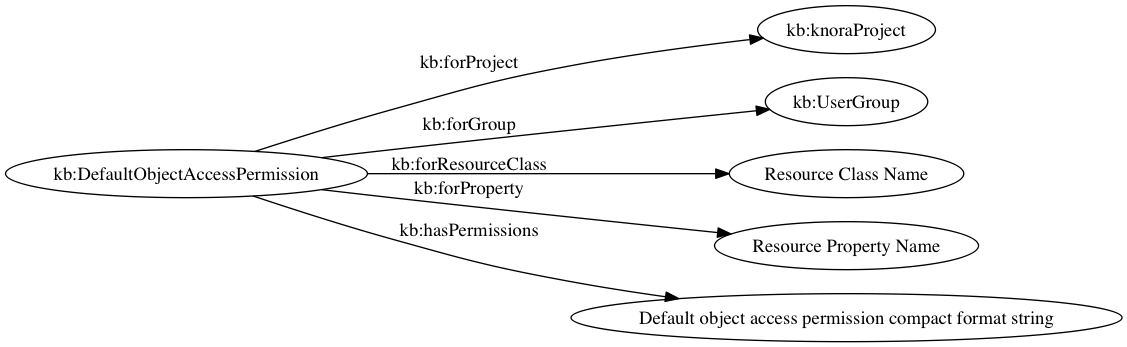 kb:knoraProject
kb:forProject
kb:UserGroup
kb:forGroup
kb:DefaultObjectAccessPermission
kb:forResourceClass
Resource Class Name
kb:forProperty
Resource Property Name
kb:hasPermissions
Default object access permission compact format string